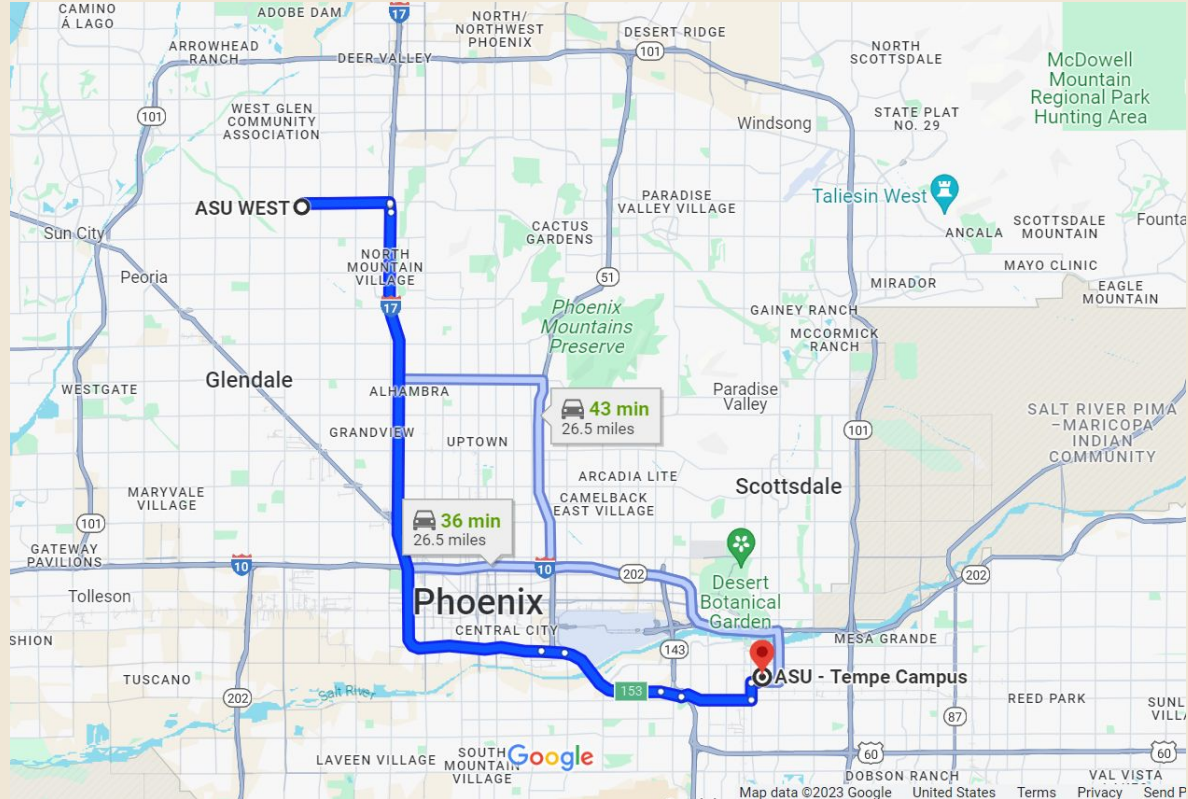 CAMINO
Á LAGO
ADOBE DAM
17
NORTH/
NORTHWEST
PHOENIX
DESERT RIDGE
101
ARROWHEAD
RANCH
DEER VALLEY
NORTH
SCOTTSDALE
McDowell
Mountain
Regional Park
Hunting Area
101
WEST GLEN
COMMUNITY
ASSOCIATION
Windsong
STATE PLAT
NO. 29
ASU WEST
PARADISE
VALLEY VILLAGE
Taliesin West
Sun City
CACTUS
GARDENS
ANCALA
SCOTTSDALE
MOUNTAIN
Founta
Peoria
NORTH
MOUNTAIN
VILLAGE
51
MAYO CLINIC
MIRADOR
EAGLE
MOUNTAIN
17
Phoenix
Mountains
Preserve
GAINEY RANCH
MCCORMICK
RANCH
Glendale
WESTGATE
ALHAMBRA
Paradise
Valley
43 min
26.5 miles
GRANDVIEW
UPTOWN
101
SALT RIVER PIMA
–MARICOPA
INDIAN
COMMUNITY
ARCADIA LITE
Scottsdale
MARYVALE
VILLAGE
CAMELBACK
EAST VILLAGE
101
36 min
26.5 miles
GATEWAY
PAVILIONS
10
10
202
202
Desert
Botanical
Garden
Tolleson
Phoenix
CENTRAL CITY
SHION
143
MESA GRANDE
TUSCANO
202
Salt River
153
ASU - Tempe Campus
REED PARK
SUNL
VILLA
87
LAVEEN VILLAGE
SOUTH
MOUNTAIN
VILLAGE
Google
60
60
DOBSON RANCH
VAL VISTA
Map data ©2023 Google
United States
Terms
Privacy
Send P